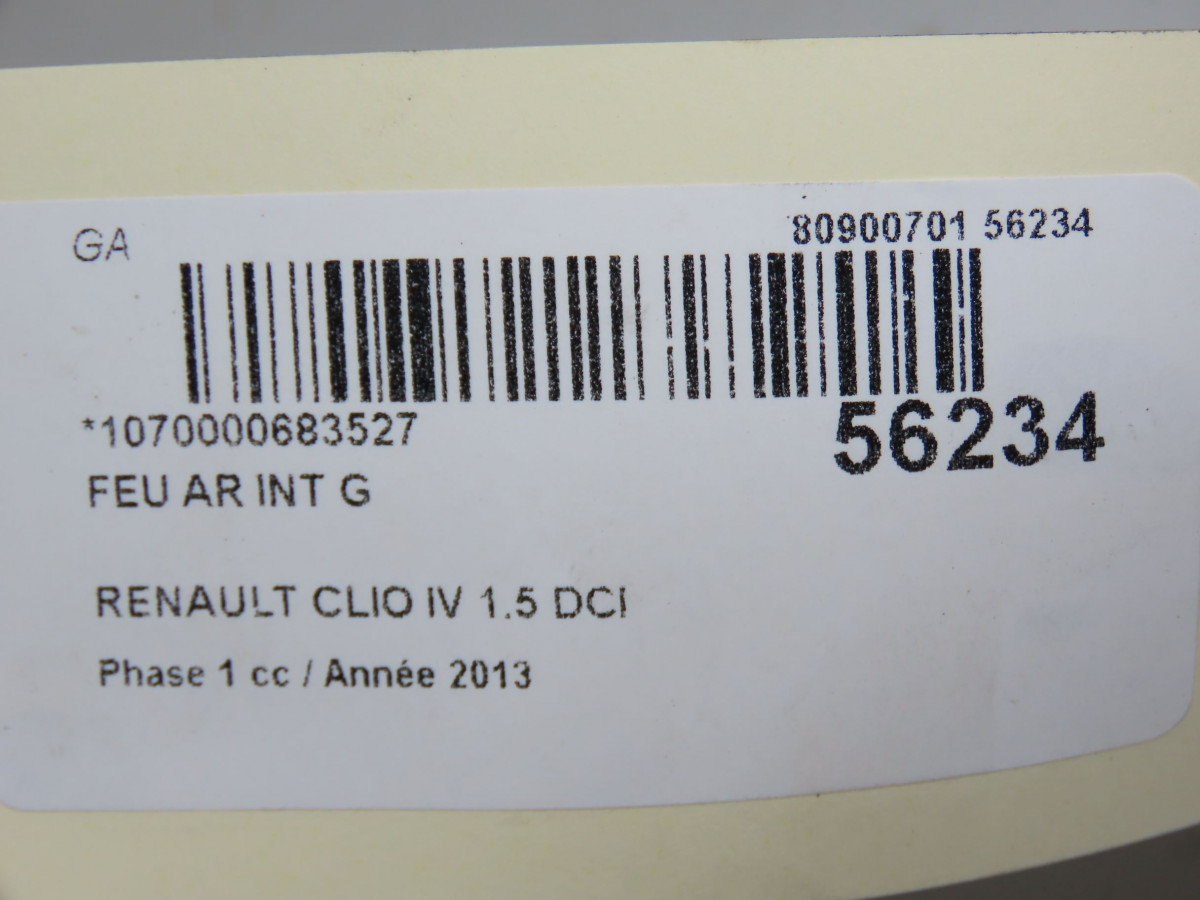 GA
80900701 56234
*1070000683527
56234
FEU AR INT G
RENAULT CLIO IV 1.5 DCI
Phase 1 cc / Année 2013